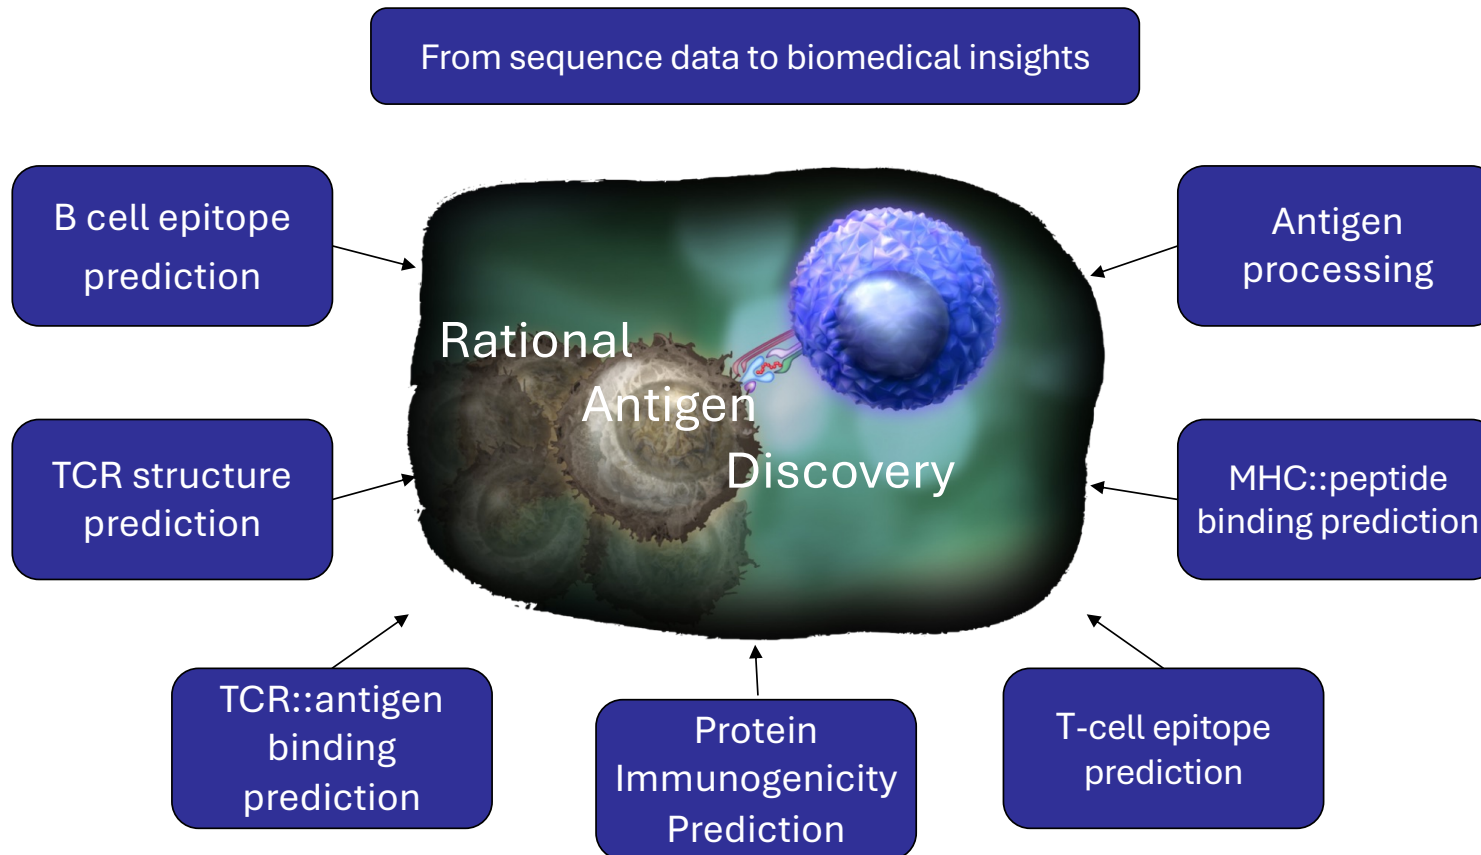 From sequence data to biomedical insights
B cell epitope
prediction
Antigen
processing
Rational
Antigen
Discovery
TCR structure
prediction
MHC::peptide
binding prediction
TCR::antigen
binding
prediction
Protein
Immunogenicity
Prediction
T-cell epitope
prediction